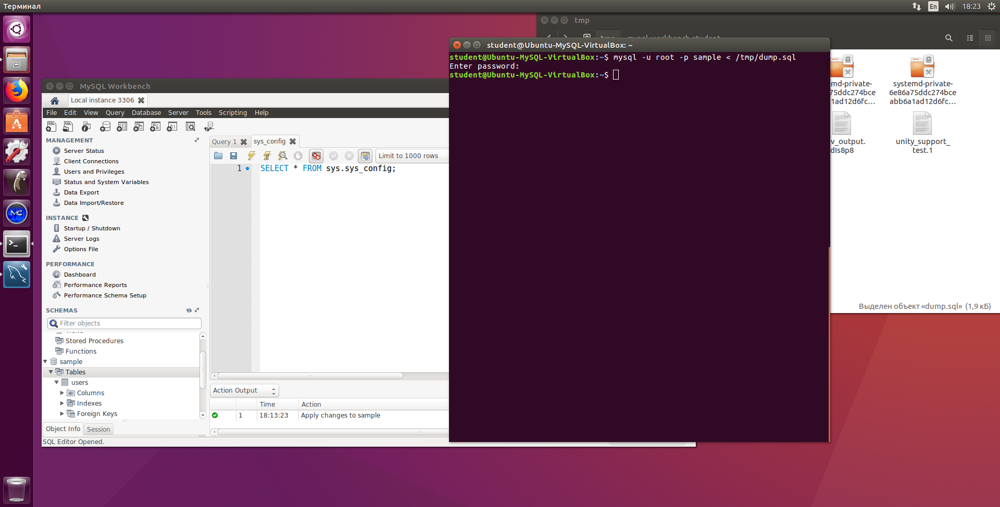 Терминал
En
18:23
tmp
student@Ubuntu-MySQL-VirtualBox: ~
student@Ubuntu-MySQL-VirtualBox:~$ mysql -u root -p sample < /tmp/dump.sql
Enter password:
student@Ubuntu-MySQL-VirtualBox:~$
systemd-private-
6e86a75ddc274bce
abb6a1ad12d6fc...
unity_support_
test.1
Выделен объект «dump.sql» (1,9 кБ)
MySQL Workbench
Local instance 3306
File Edit View Query Database Server Tools Scripting Help
MANAGEMENT
Server Status
Client Connections
Users and Privileges
Status and System Variables
Data Export
Data Import/Restore
INSTANCE
Startup / Shutdown
Server Logs
Options File
PERFORMANCE
Dashboard
Performance Reports
Performance Schema Setup
SCHEMAS
Filter objects
Stored Procedures
Functions
sample
Tables
users
Columns
Indexes
Foreign Keys
Object Info Session
SQL Editor Opened.
Query 1 sys_config
Limit to 1000 rows
1 SELECT * FROM sys.sys_config;
Action Output
Time Action
1 18:13:23 Apply changes to sample